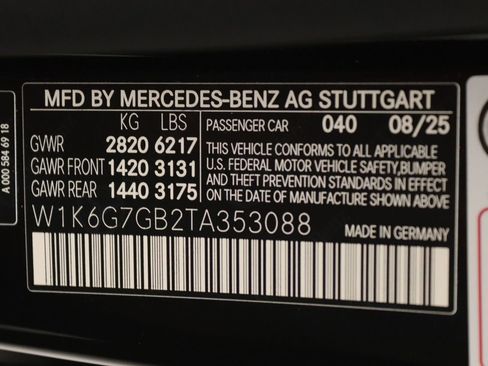 MFD BY MERCEDES-BENZ AG STUTTGART
KG LBS
GVWR 2820 6217
GAWR FRONT 1420 3131
GAWR REAR 1440 3175
PASSENGER CAR 040 08/25
THIS VEHICLE CONFORMS TO ALL APPLICABLE
U.S. FEDERAL MOTOR VEHICLE SAFETY, BUMPER
AND THEFT PREVENTION STANDARDS IN EFFECT
ON THE DATE OF MANUFACTURE SHOWN ABOVE
W1K6G7GB2TA353088
MADE IN GERMANY
A 000 584 69 18